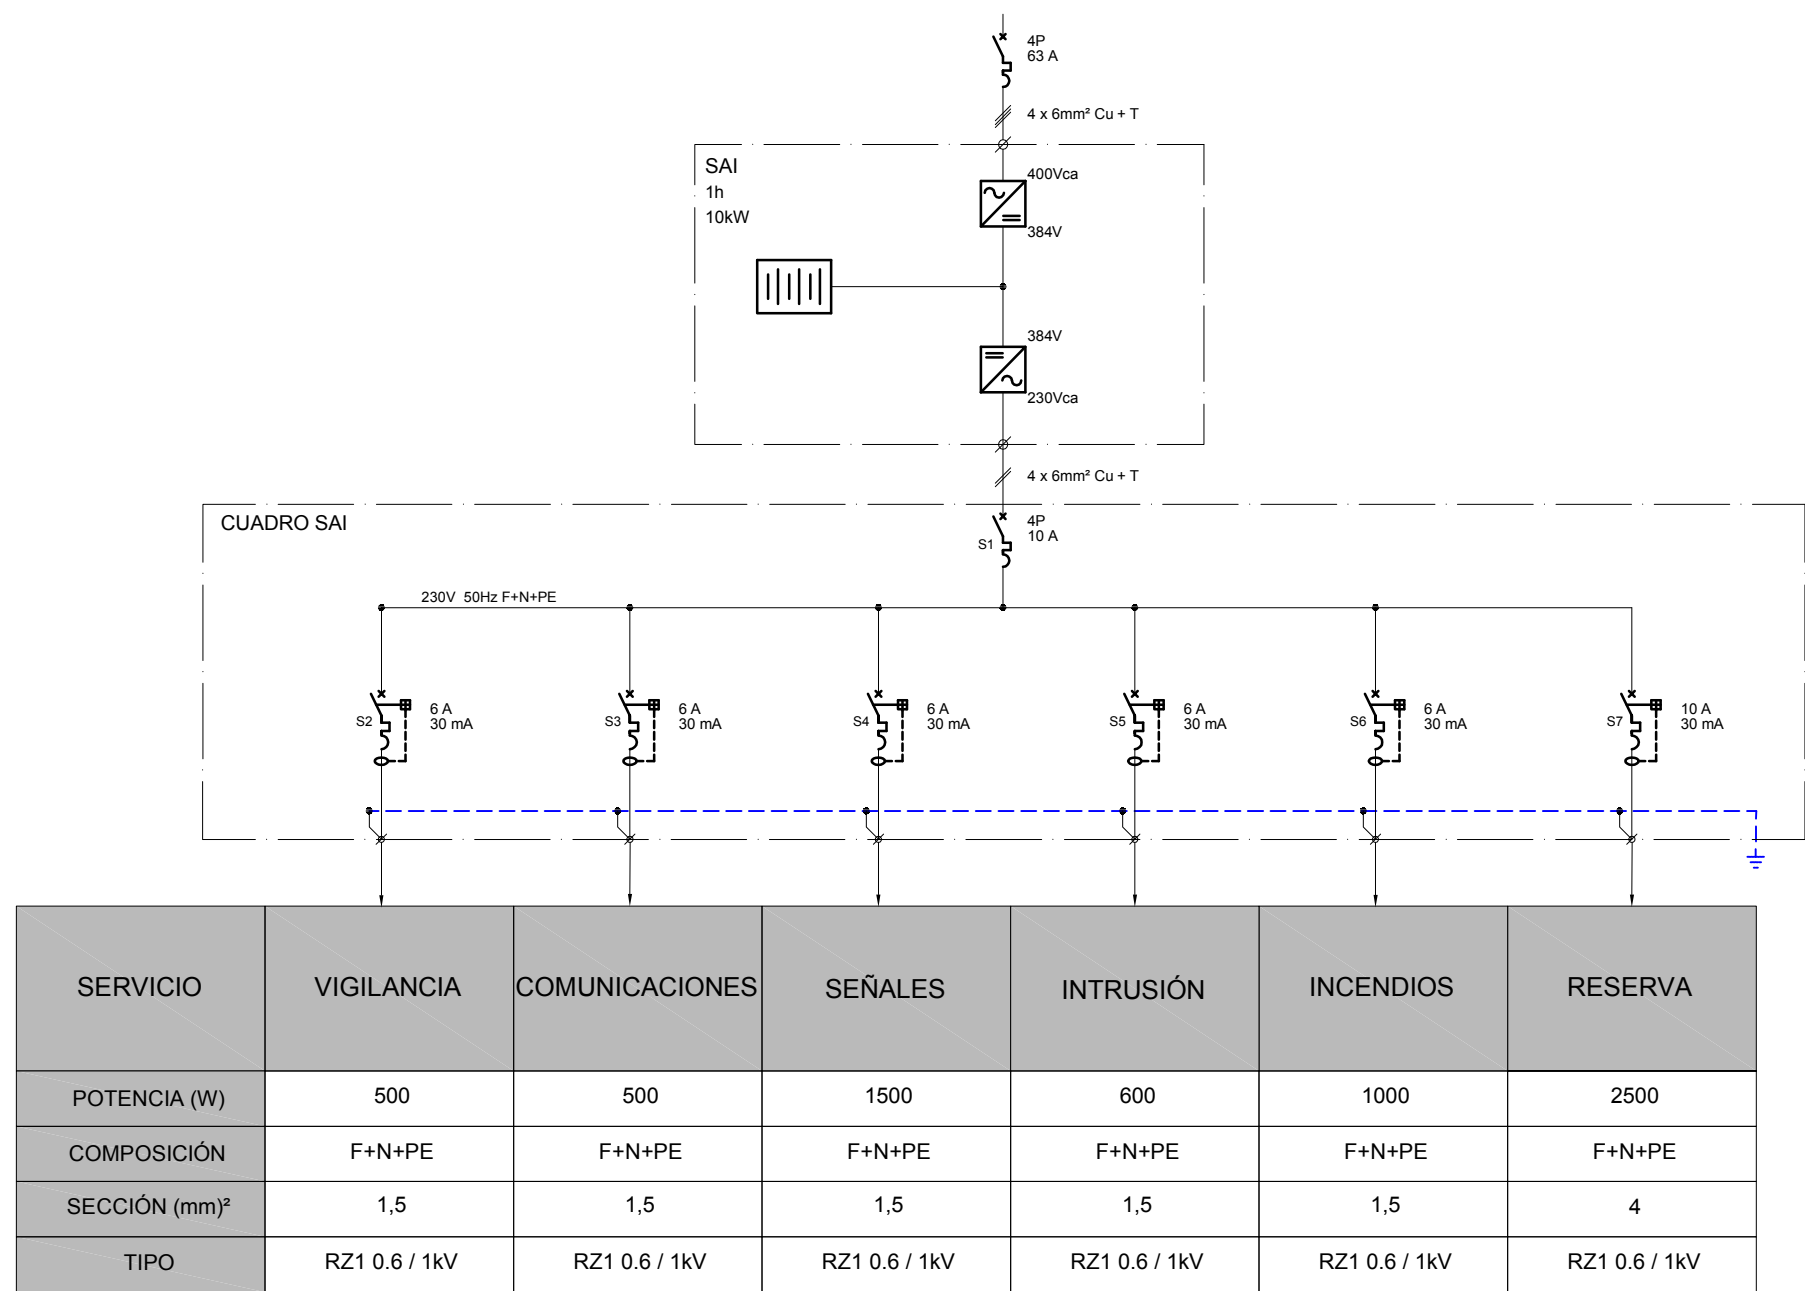 4P
63 A
4 x 6mm² Cu + T
SAI
1h
10kW
400Vca
384V
384V
230Vca
4 x 6mm² Cu + T
CUADRO SAI
S1
4P
10 A
230V 50Hz F+N+PE
S2
6 A
30 mA
S3
6 A
30 mA
S4
6 A
30 mA
S5
6 A
30 mA
S6
6 A
30 mA
S7
10 A
30 mA
SERVICIO VIGILANCIA COMUNICACIONES SEÑALES INTRUSIÓN INCENDIOS RESERVA
POTENCIA (W) 500 500 1500 600 1000 2500
COMPOSICIÓN F+N+PE F+N+PE F+N+PE F+N+PE F+N+PE F+N+PE
SECCIÓN (mm)² 1,5 1,5 1,5 1,5 1,5 4
TIPO RZ1 0.6 / 1kV RZ1 0.6 / 1kV RZ1 0.6 / 1kV RZ1 0.6 / 1kV RZ1 0.6 / 1kV RZ1 0.6 / 1kV